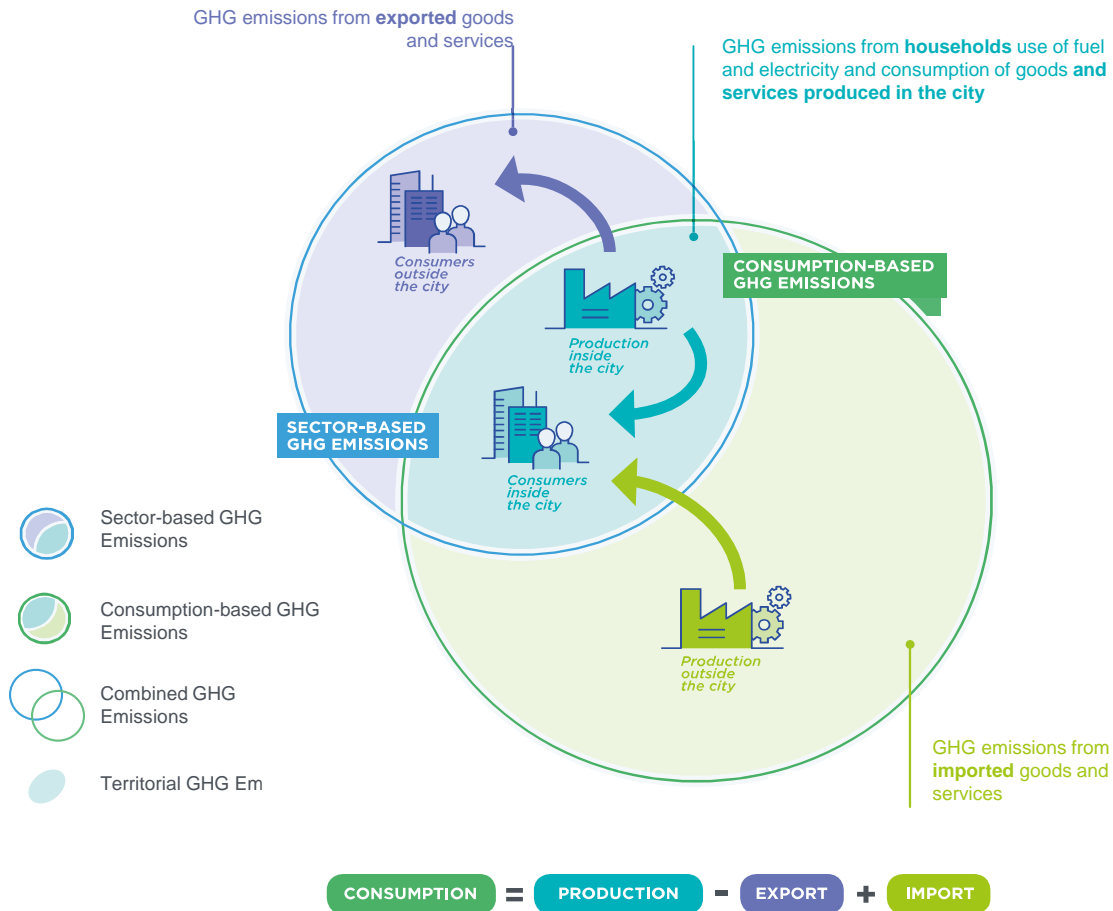 GHG emissions from exported goods
and services
GHG emissions from households use of fuel
and electricity and consumption of goods and
services produced in the city
Consumers
outside
the city
CONSUMPTION-BASED
GHG EMISSIONS
Production
inside
the city
SECTOR-BASED
GHG EMISSIONS
Consumers
inside
the city
Sector-based GHG
Emissions
Consumption-based GHG
Emissions
Combined GHG
Emissions
Territorial GHG Em
Production
outside
the city
GHG emissions from
imported goods and
services
CONSUMPTION = PRODUCTION - EXPORT + IMPORT